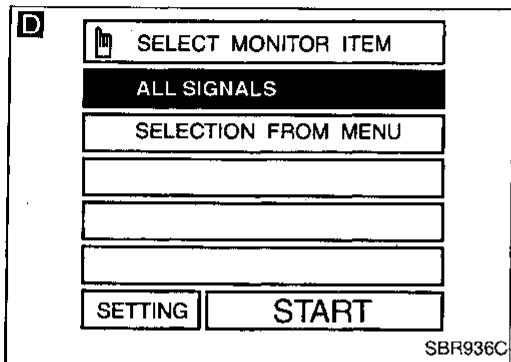 D
SELECT MONITOR ITEM
ALL SIGNALS
SELECTION FROM MENU
SETTING START
SBR936C